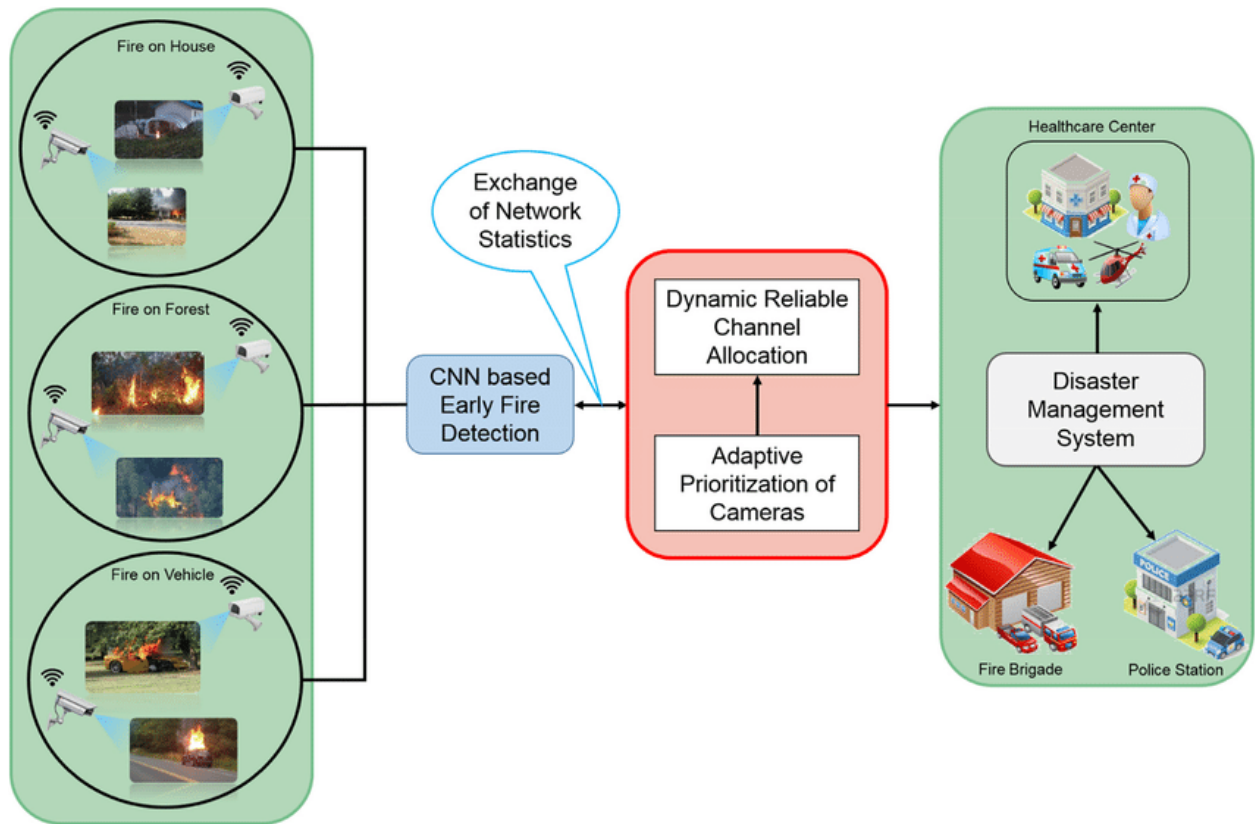 Fire on House
Fire on Forest
Fire on Vehicle
Exchange
of Network
Statistics
CNN based
Early Fire
Detection
Dynamic Reliable
Channel
Allocation
Adaptive
Prioritization of
Cameras
Healthcare Center
Disaster
Management
System
POLICE
Fire Brigade
Police Station